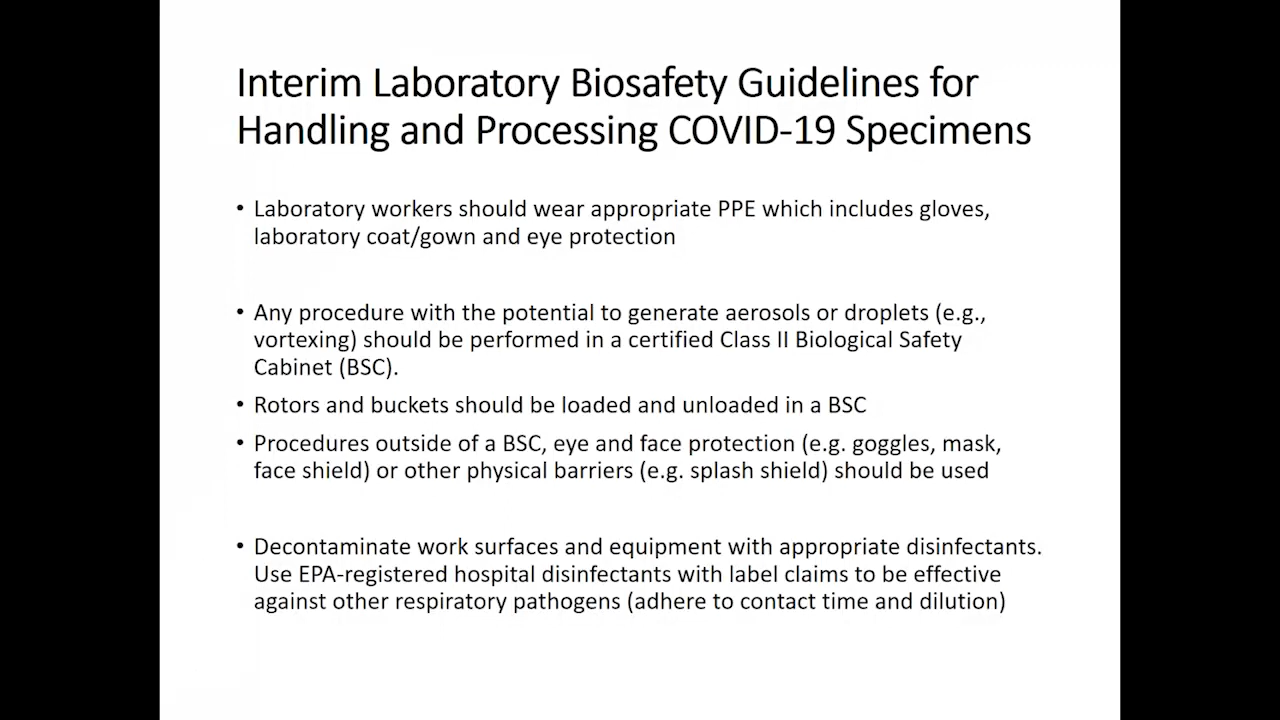 Interim Laboratory Biosafety Guidelines for
Handling and Processing COVID-19 Specimens
• Laboratory workers should wear appropriate PPE which includes gloves,
laboratory coat/gown and eye protection
• Any procedure with the potential to generate aerosols or droplets (e.g.,
vortexing) should be performed in a certified Class II Biological Safety
Cabinet (BSC).
• Rotors and buckets should be loaded and unloaded in a BSC
• Procedures outside of a BSC, eye and face protection (e.g. goggles, mask,
face shield) or other physical barriers (e.g. splash shield) should be used
• Decontaminate work surfaces and equipment with appropriate disinfectants.
Use EPA-registered hospital disinfectants with label claims to be effective
against other respiratory pathogens (adhere to contact time and dilution)